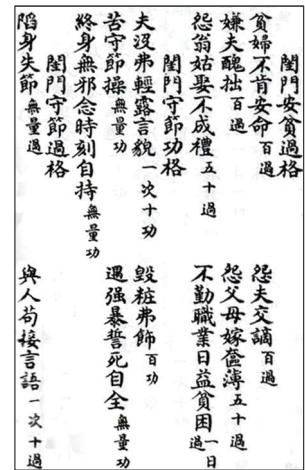 閨門安貧過格
貧婦不肯安命 百過 怨夫交謫 百過
嫌夫醜拙 百過 怨父母嫁奩薄 五十過
怨翁姑娶不成禮 五十過 不勤職業日益貧困 一日過
閨門守節功格
夫沒弗輕露言貌 一次十功 毀粧弗飾 百功
苦守節操 無量功 遇强暴誓死自全 無量功
終身無邪念時刻自持 無量功
閨門守節過格
陷身失節 無量過 與人苟接言語 一次十過